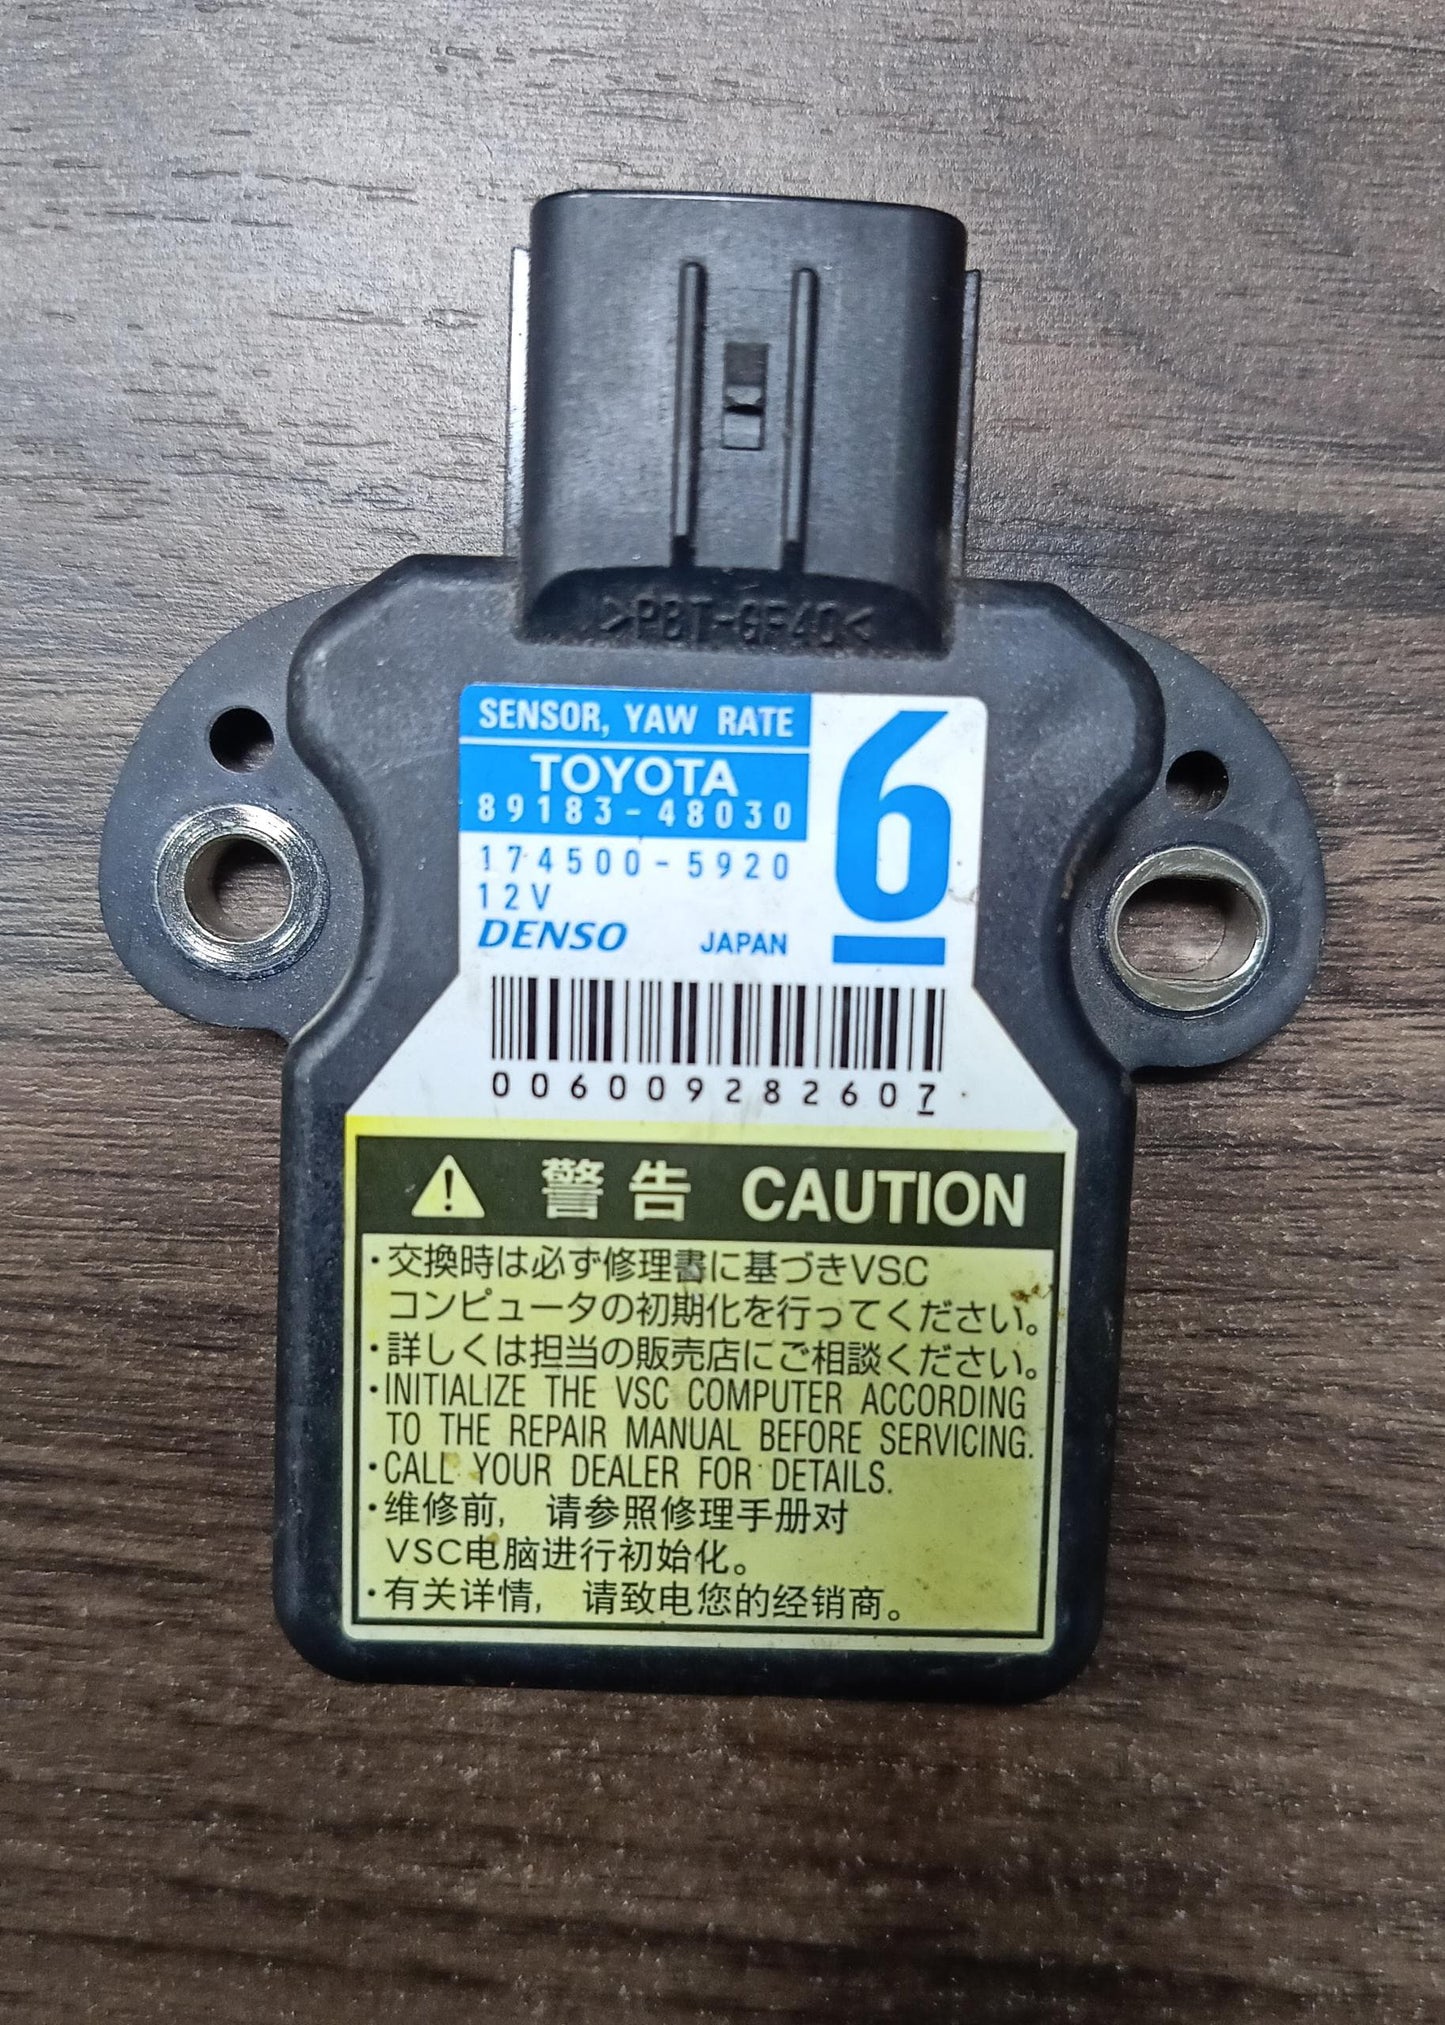 >PBT-GF40<
SENSOR, YAW RATE
TOYOTA
89183-48030
6
174500-5920
12V
DENSO JAPAN
006009282607
警告 CAUTION
・交換時は必ず修理書に基づきVSC
コンピュータの初期化を行ってください。
・詳しくは担当の販売店にご相談ください。
・INITIALIZE THE VSC COMPUTER ACCORDING
TO THE REPAIR MANUAL BEFORE SERVICING.
・CALL YOUR DEALER FOR DETAILS.
・维修前，请参照修理手册对
VSC电脑进行初始化。
・有关详情，请致电您的经销商。